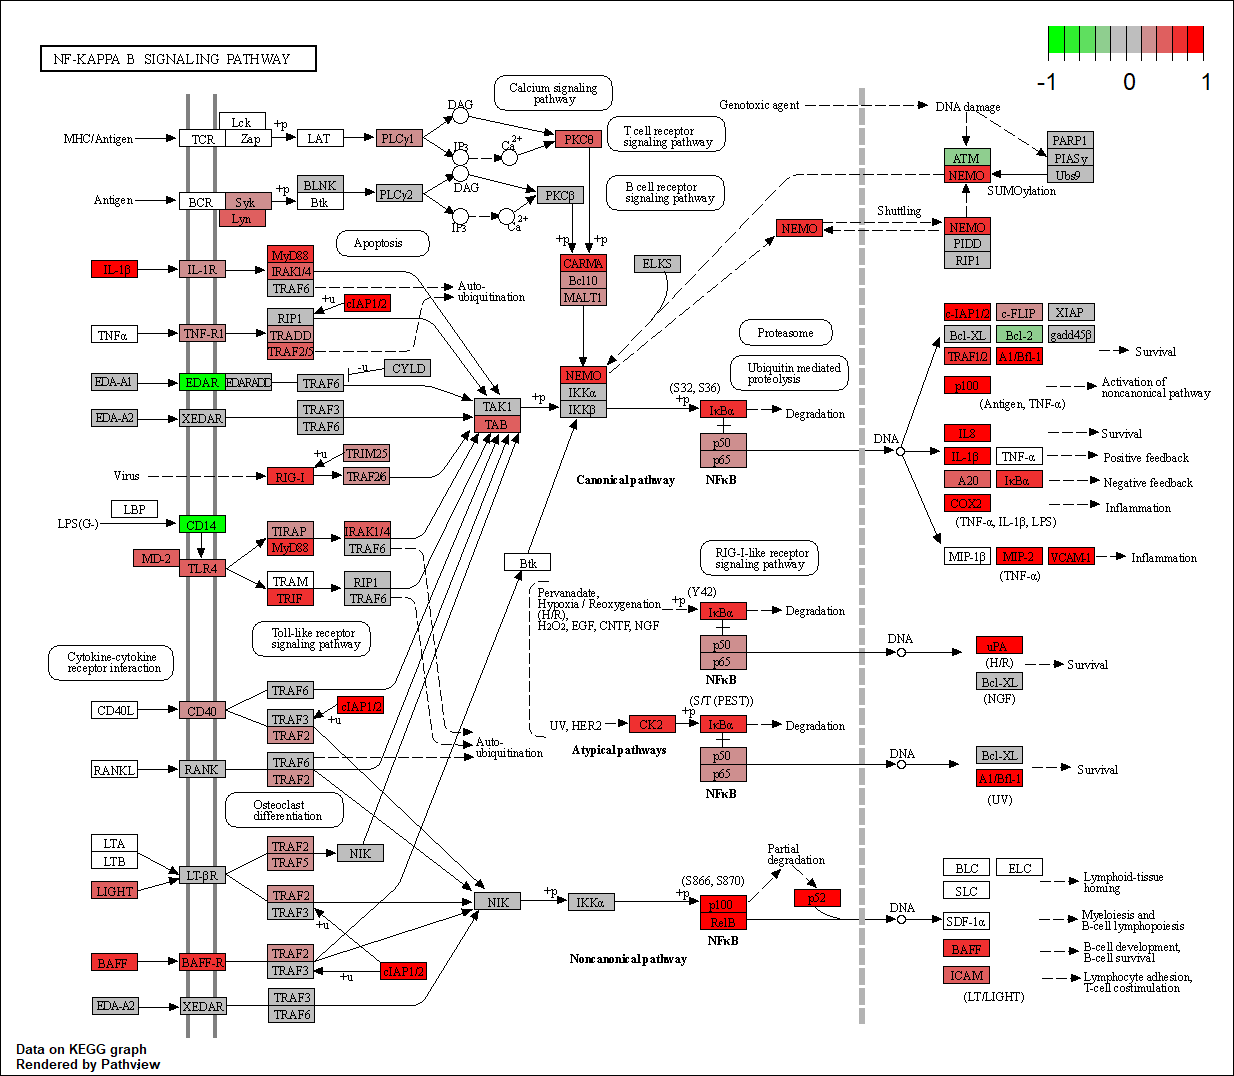 NF-KAPPA B SIGNALING PATHWAY
-1 0 1
Calcium signaling
pathway
T cell receptor
signaling pathway
B cell receptor
signaling pathway
Genotoxic agent
DNA damage
MHC/Antigen
TCR
Lck
Zap
+p
LAT
PLCγ1
DAG
IP3
Ca2+
PKCθ
ATM
NEMO
PARP1
PIASy
Ubs9
SUMOylation
Antigen
BCR
Syk
Lyn
+p
BLNK
Btk
PLCγ2
DAG
IP3
Ca2+
PKCβ
Shuttling
NEMO
NEMO
PIDD
RIP1
Apoptosis
+p
+p
CARMA
Bcl10
MALT1
ELKS
IL-1β
IL-1R
MyD88
IRAK1/4
TRAF6
Auto-
ubiquitination
+u
cIAP1/2
TNFα
TNF-R1
RIP1
TRADD
TRAF2/5
Proteasome
Ubiquitin mediated
proteolysis
c-IAP1/2
c-FLIP
XIAP
Bcl-XL
Bcl-2
gadd45β
TRAF1/2
A1/Bfl-1
Survival
EDA-A1
EDAR
EDARADD
TRAF6
-u
CYLD
TAK1
TAB
+p
NEMO
IKKα
IKKβ
(S32, S36)
+p
IκBα
Degradation
p50
p65
NFκB
Canonical pathway
p100
Activation of
noncanonical pathway
(Antigen, TNF-α)
EDA-A2
XEDAR
TRAF3
TRAF6
DNA
IL8
Survival
IL-1β
TNF-α
Positive feedback
A20
IκBα
Negative feedback
COX2
Inflammation
(TNF-α, IL-1β, LPS)
MIP-1β
MIP-2
VCAM-1
Inflammation
(TNF-α)
Virus
RIG-I
+u
TRIM25
TRAF2/6
LBP
LPS(G-)
CD14
MD-2
TLR4
TIRAP
MyD88
IRAK1/4
TRAF6
TRAM
TRIF
RIP1
TRAF6
Btk
RIG-I-like receptor
signaling pathway
Pervanadate,
Hypoxia / Reoxygenation
(H/R),
H2O2, EGF, CNTF, NGF
+p
(Y42)
IκBα
Degradation
p50
p65
NFκB
DNA
uPA
(H/R)
Bcl-XL
(NGF)
Survival
Toll-like receptor
signaling pathway
Cytokine-cytokine
receptor interaction
CD40L
CD40
TRAF6
TRAF3
TRAF2
+u
cIAP1/2
Auto-
ubiquitination
UV, HER2
CK2
+p
(S/T (PEST))
IκBα
Degradation
p50
p65
NFκB
Atypical pathways
DNA
Bcl-XL
A1/Bfl-1
(UV)
Survival
RANKL
RANK
TRAF6
TRAF2
Osteoclast
differentiation
LTA
LTB
LIGHT
LT-βR
TRAF2
TRAF5
NIK
TRAF2
TRAF3
+u
NIK
+p
IKKα
+p
(S866, S870)
p100
RelB
NFκB
Partial
degradation
p52
Noncanonical pathway
DNA
BLC
ELC
SLC
Lymphoid-tissue
homing
SDF-1α
Myeloiesis and
B-cell lymphopoiesis
BAFF
B-cell development,
B-cell survival
ICAM
Lymphocyte adhesion,
T-cell costimulation
(LT/LIGHT)
BAFF
BAFF-R
TRAF2
TRAF3
+u
cIAP1/2
EDA-A2
XEDAR
TRAF3
TRAF6
Data on KEGG graph
Rendered by Pathview